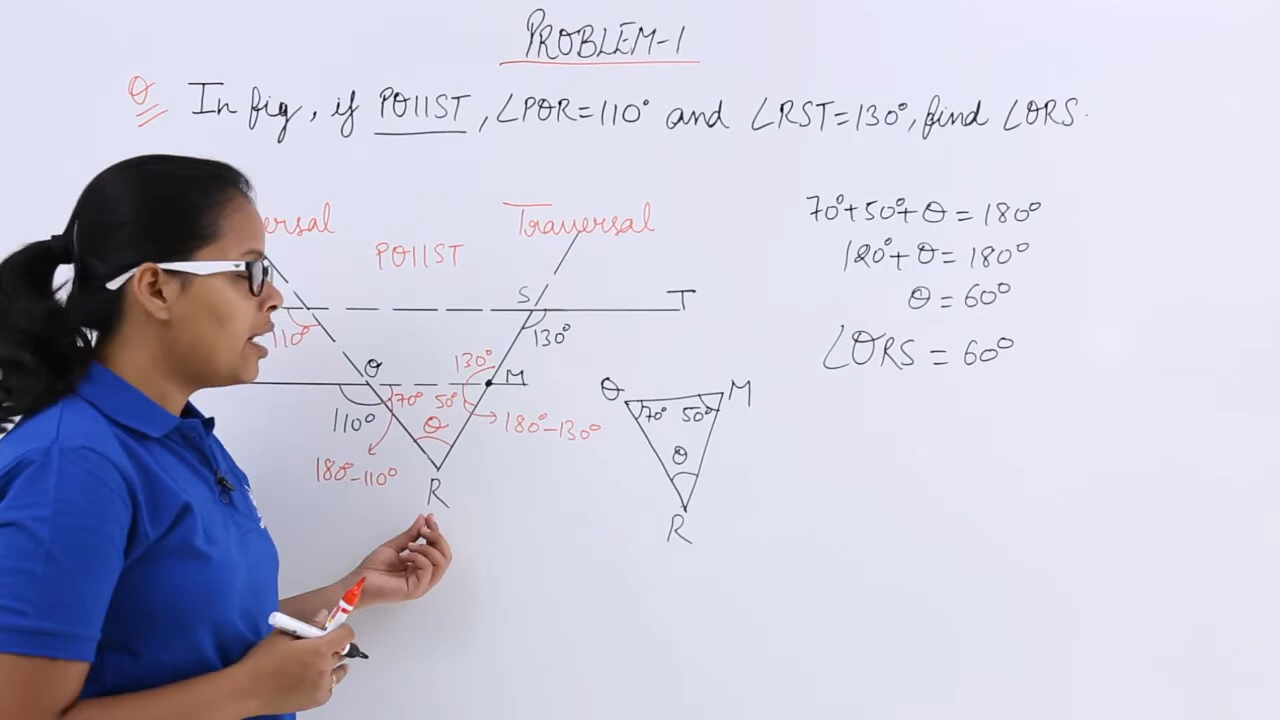 PROBLEM-1
Q In fig, if PQ||ST, ∠PQR=110° and ∠RST=130°, find ∠QRS.
ersal
Traversal
PQ||ST
S
T
110°
130°
Q
130°
M
70° 50°
110°
θ
180°-130°
180°-110°
R
Q
M
70° 50°
θ
R
70°+50°+θ=180°
120°+θ=180°
θ=60°
∠QRS=60°